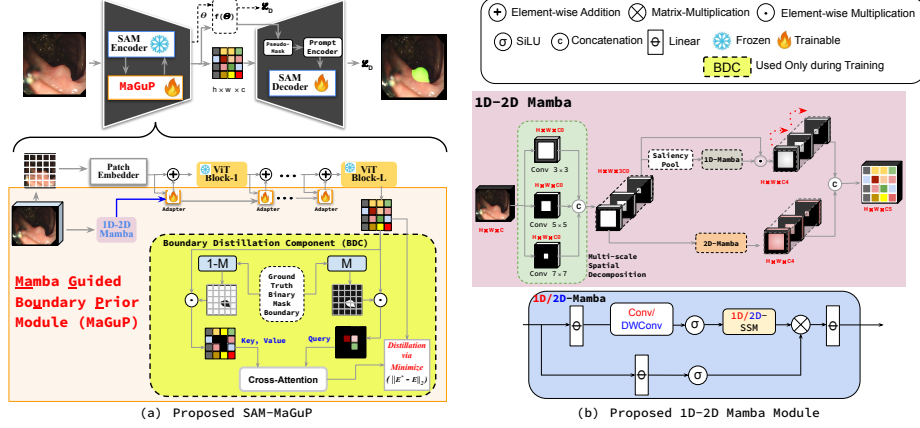 SAM
Encoder
MaGuP
θ
f(Θ)
ℒD
h × w × c
Pseudo-
Mask
Prompt
Encoder
SAM
Decoder
ℒD
Patch
Embedder
ViT
Block-1
ViT
Block-L
Adapter
Adapter
Adapter
1D-2D
Mamba
Mamba Guided
Boundary Prior
Module (MaGuP)
Boundary Distillation Component (BDC)
1-M
Ground
Truth
Binary
Mask
Boundary
M
Key, Value
Query
Cross-Attention
Distillation
via
Minimize
(||E* - E||2)
(a) Proposed SAM-MaGuP
+ Element-wise Addition
Matrix-Multiplication
Element-wise Multiplication
σ SiLU
c Concatenation
Θ Linear
Frozen
Trainable
BDC Used Only during Training
1D-2D Mamba
H×W×C
H×W×C0
Conv 3×3
H×W×C0
Conv 5×5
H×W×C0
Conv 7×7
C
H×W×3C0
Multi-scale
Spatial
Decomposition
Saliency
Pool
1D-Mamba
H×W×C4
2D-Mamba
H×W×C4
C
H×W×C5
1D/2D-Mamba
Θ
Conv/
DWConv
σ
1D/2D-
SSM
Θ
Θ
σ
(b) Proposed 1D-2D Mamba Module